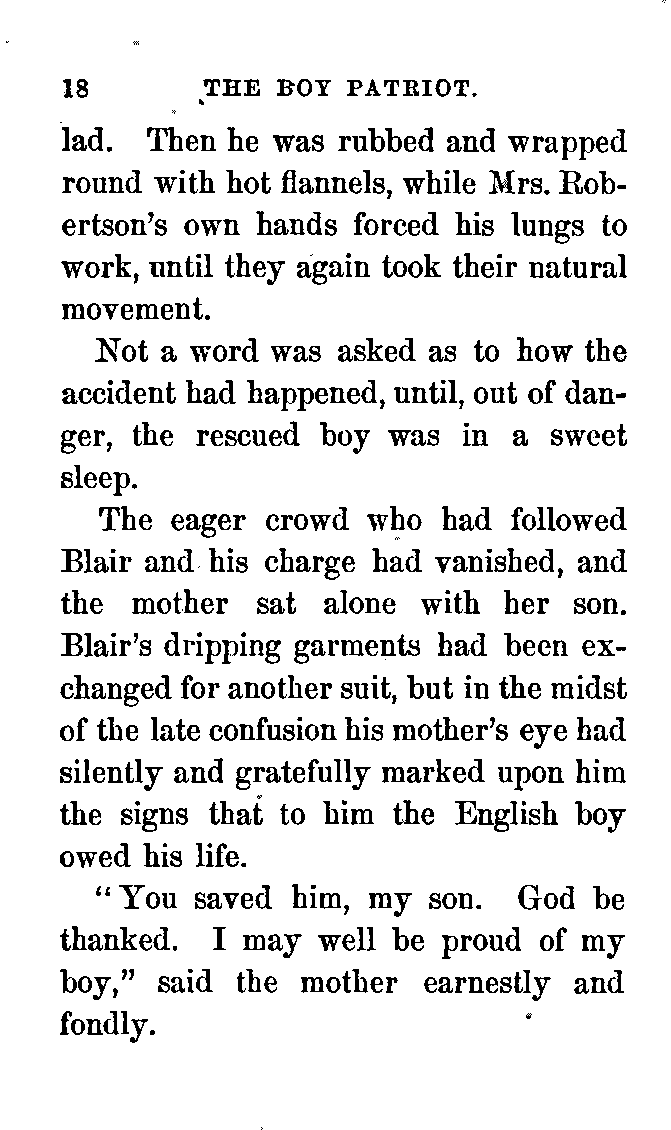 18 THE BOY PATRIOT.
lad. Then he was rubbed and wrapped
round with hot flannels, while Mrs. Rob-
ertson's own hands forced his lungs to
work, until they again took their natural
movement.
Not a word was asked as to how the
accident had happened, until, out of dan-
ger, the rescued boy was in a sweet
sleep.
The eager crowd who had followed
Blair and his charge had vanished, and
the mother sat alone with her son.
Blair's dripping garments had been ex-
changed for another suit, but in the midst
of the late confusion his mother's eye had
silently and gratefully marked upon him
the signs that to him the English boy
owed his life.
"You saved him, my son. God be
thanked. I may well be proud of my
boy," said the mother earnestly and
fondly.